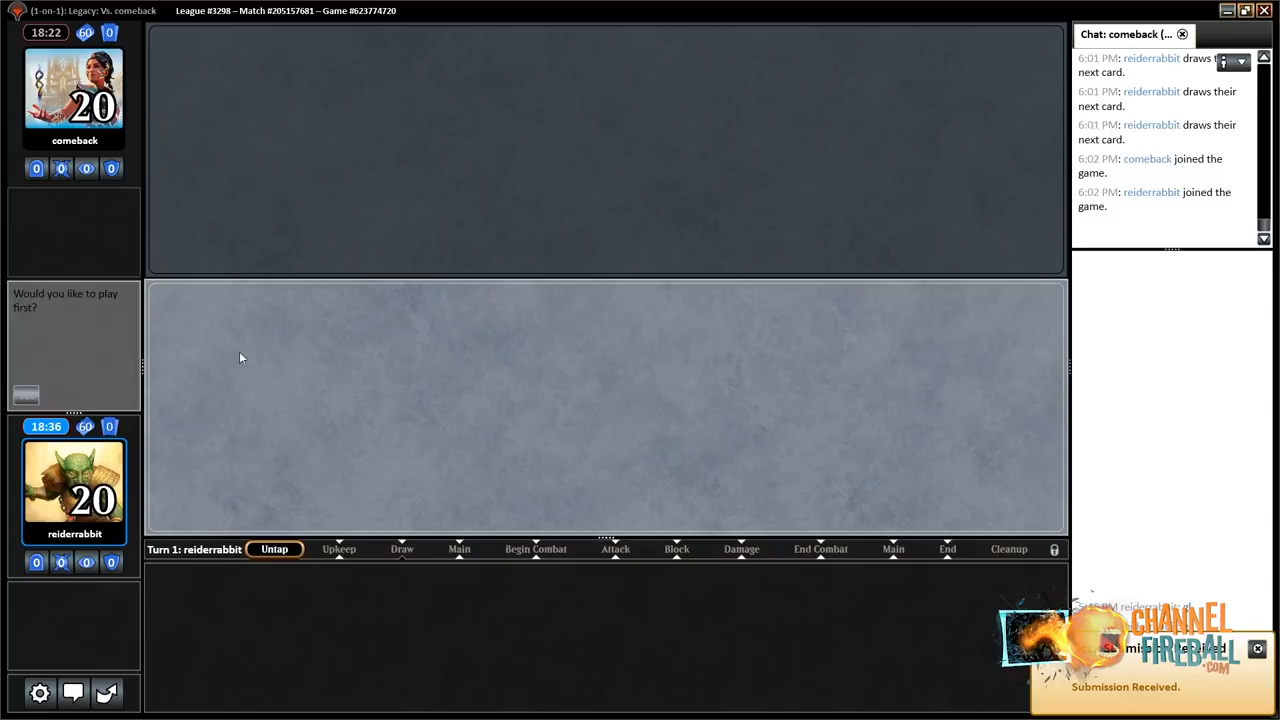 (1-on-1): Legacy: Vs. comeback
League #3298 – Match #205157681 – Game #623774720
18:22
60
0
20
comeback
0
0
0
0
Would you like to play
first?
18:36
60
0
20
reiderrabbit
0
0
0
0
Turn 1: reiderrabbit
Untap
Upkeep
Draw
Main
Begin Combat
Attack
Block
Damage
End Combat
Main
End
Cleanup
Chat: comeback (...
6:01 PM: reiderrabbit draws
next card.
6:01 PM: reiderrabbit draws their
next card.
6:01 PM: reiderrabbit draws their
next card.
6:02 PM: comeback joined the
game.
6:02 PM: reiderrabbit joined the
game.
PM reiderrabbit:
CHANNEL
FIREBALL
.COM
Received
Submission Received.